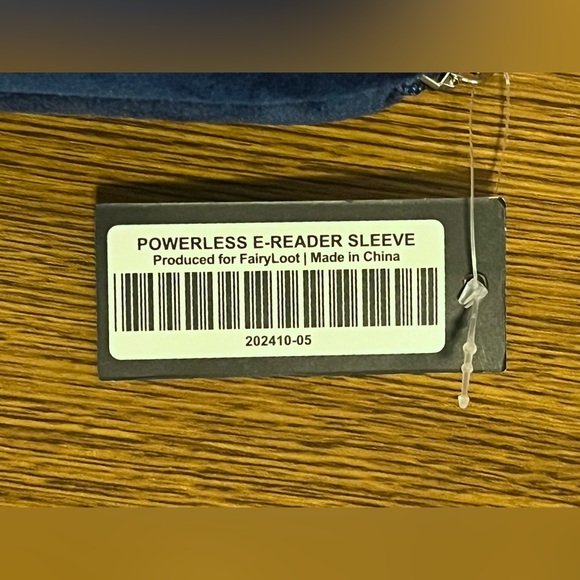 POWERLESS E-READER SLEEVE
Produced for FairyLoot | Made in China
202410-05